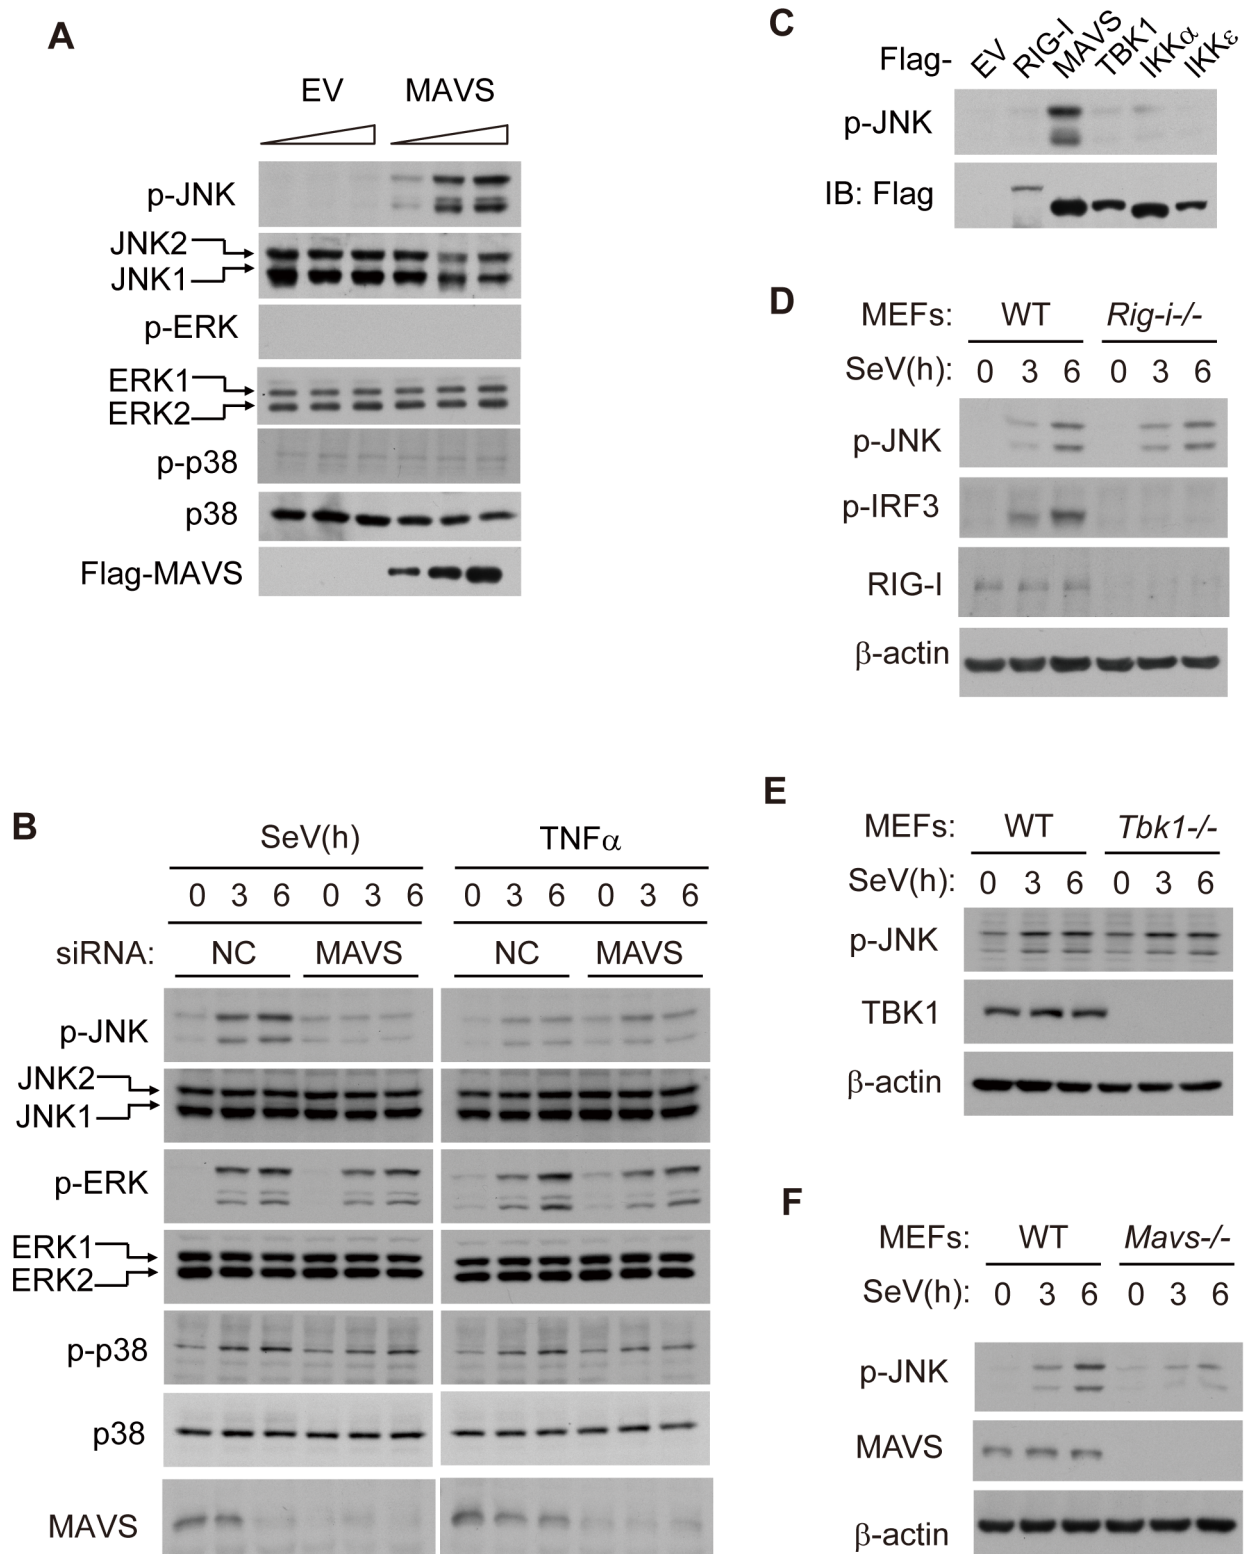 A
EV MAVS
p-JNK
JNK2
JNK1
p-ERK
ERK1
ERK2
p-p38
p38
Flag-MAVS
B
SeV(h) TNFα
0 3 6 0 3 6 0 3 6 0 3 6
siRNA: NC MAVS NC MAVS
p-JNK
JNK2
JNK1
p-ERK
ERK1
ERK2
p-p38
p38
MAVS
C
Flag- EV RIG-I MAVS TBK1 IKKα IKKε
p-JNK
IB: Flag
D
MEFs: WT Rig-i-/-
SeV(h): 0 3 6 0 3 6
p-JNK
p-IRF3
RIG-I
β-actin
E
MEFs: WT Tbk1-/-
SeV(h): 0 3 6 0 3 6
p-JNK
TBK1
β-actin
F
MEFs: WT Mavs-/-
SeV(h): 0 3 6 0 3 6
p-JNK
MAVS
β-actin